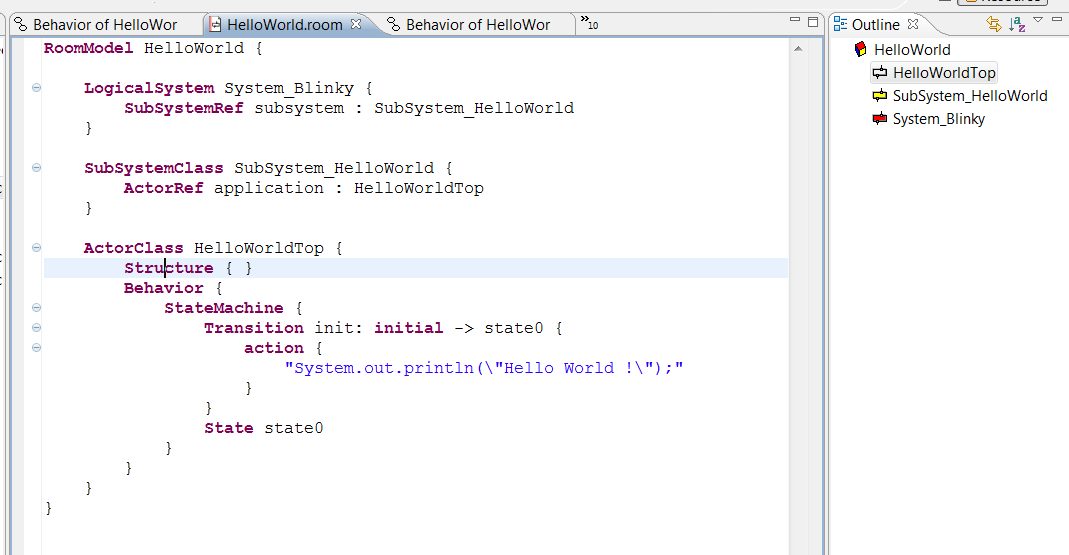 Resource
Behavior of HelloWor
HelloWorld.room
Behavior of HelloWor
»10
Outline
RoomModel HelloWorld {
LogicalSystem System_Blinky {
SubSystemRef subsystem : SubSystem_HelloWorld
}
SubSystemClass SubSystem_HelloWorld {
ActorRef application : HelloWorldTop
}
ActorClass HelloWorldTop {
Structure { }
Behavior {
StateMachine {
Transition init: initial -> state0 {
action {
"System.out.println(\"Hello World !\");"
}
}
State state0
}
}
}
}
HelloWorld
HelloWorldTop
SubSystem_HelloWorld
System_Blinky